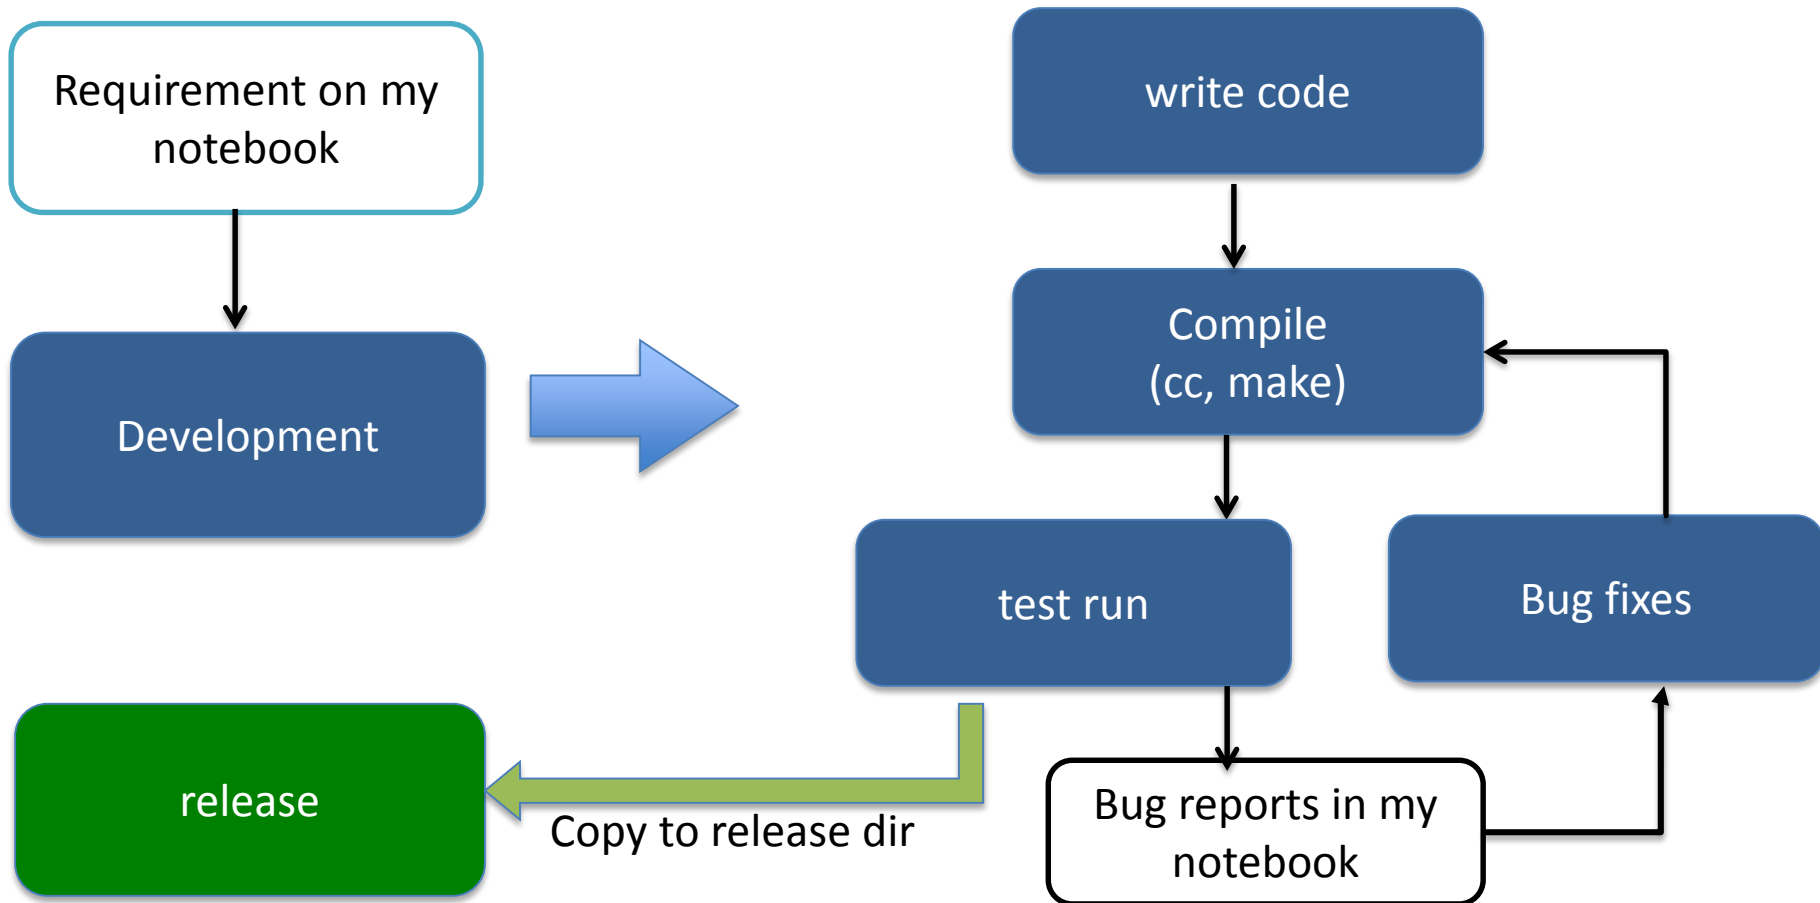 Requirement on my
notebook
Development
write code
Compile
(cc, make)
test run
Bug fixes
Bug reports in my
notebook
Copy to release dir
release